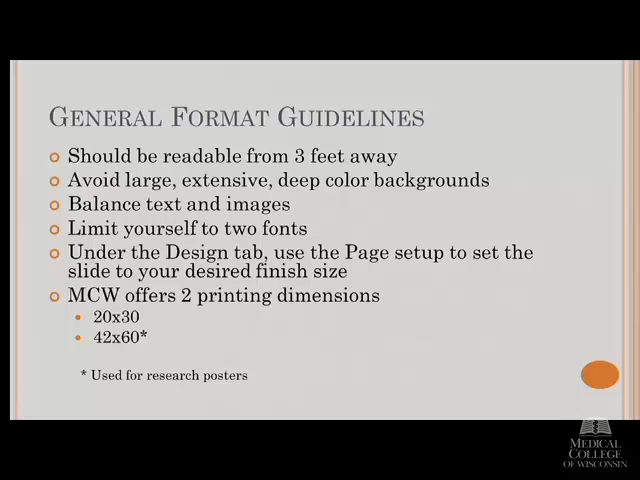 GENERAL FORMAT GUIDELINES
Should be readable from 3 feet away
Avoid large, extensive, deep color backgrounds
Balance text and images
Limit yourself to two fonts
Under the Design tab, use the Page setup to set the
slide to your desired finish size
MCW offers 2 printing dimensions
20x30
42x60*
* Used for research posters
MEDICAL
COLLEGE
OF WISCONSIN